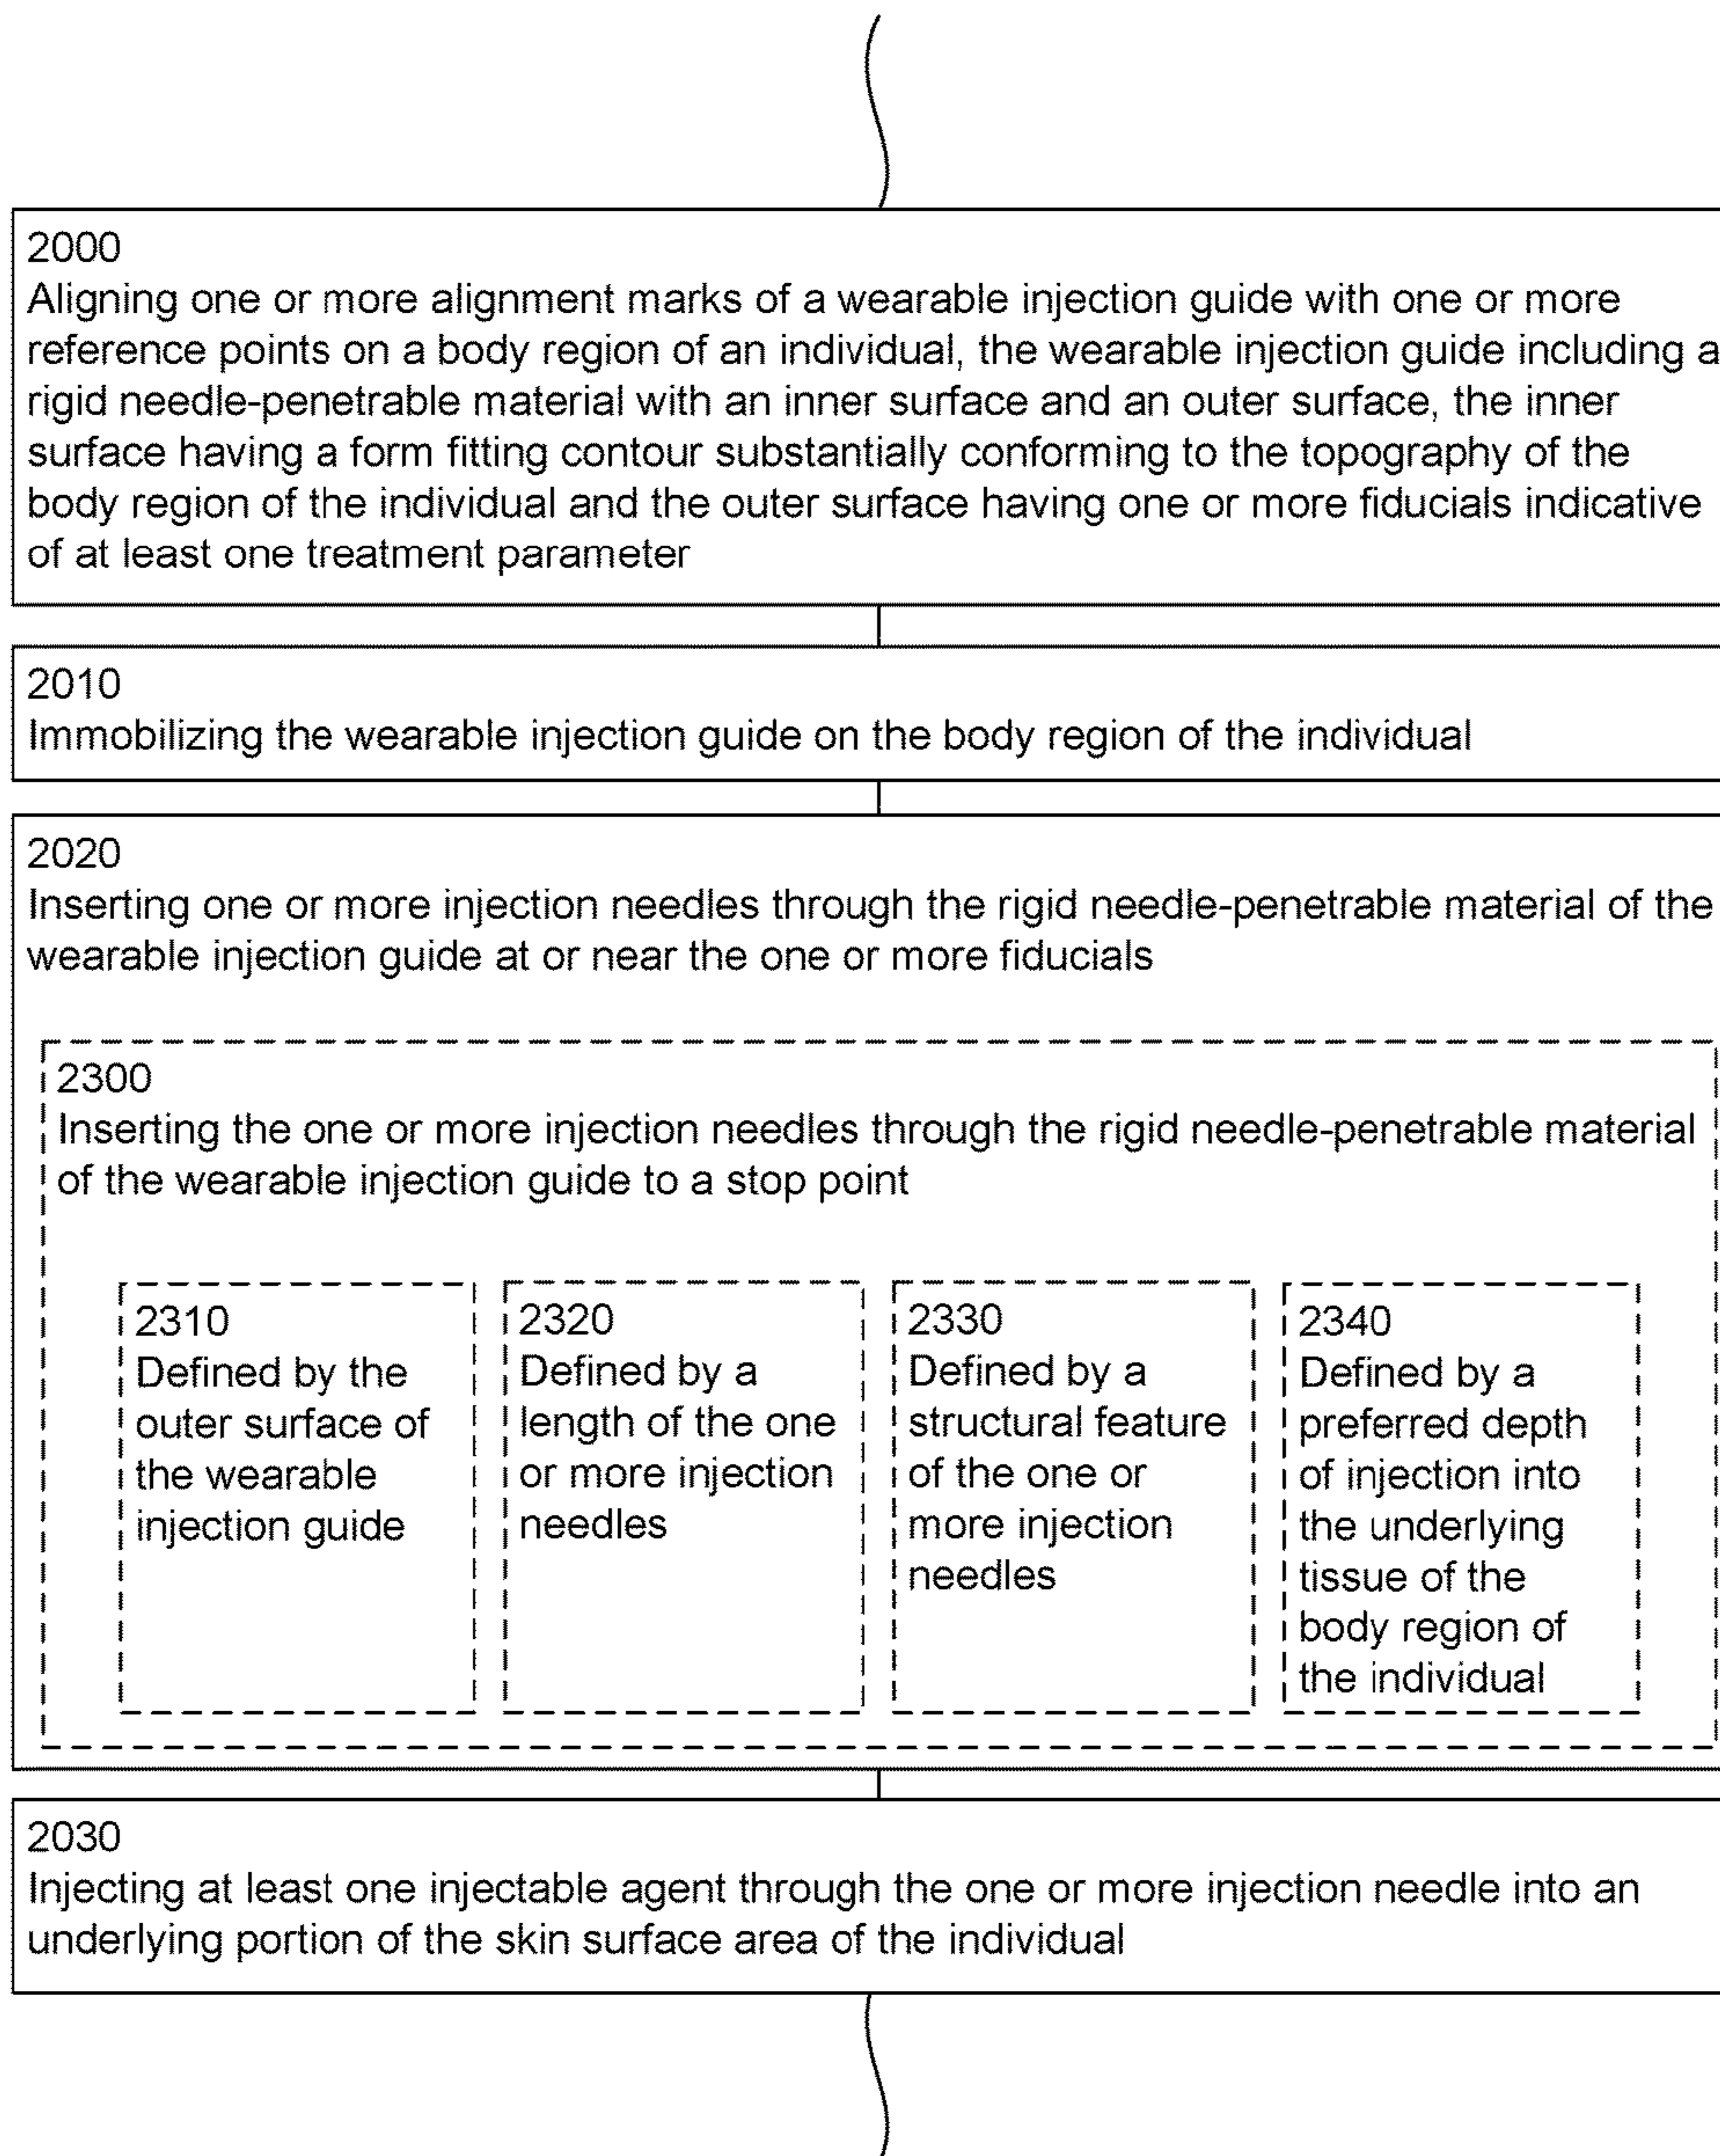 2000
Aligning one or more alignment marks of a wearable injection guide with one or more
reference points on a body region of an individual, the wearable injection guide including a
rigid needle-penetrable material with an inner surface and an outer surface, the inner
surface having a form fitting contour substantially conforming to the topography of the
body region of the individual and the outer surface having one or more fiducials indicative
of at least one treatment parameter
2010
Immobilizing the wearable injection guide on the body region of the individual
2020
Inserting one or more injection needles through the rigid needle-penetrable material of the
wearable injection guide at or near the one or more fiducials
2300
Inserting the one or more injection needles through the rigid needle-penetrable material
of the wearable injection guide to a stop point
2310
Defined by the
outer surface of
the wearable
injection guide
2320
Defined by a
length of the one
or more injection
needles
2330
Defined by a
structural feature
of the one or
more injection
needles
2340
Defined by a
preferred depth
of injection into
the underlying
tissue of the
body region of
the individual
2030
Injecting at least one injectable agent through the one or more injection needle into an
underlying portion of the skin surface area of the individual